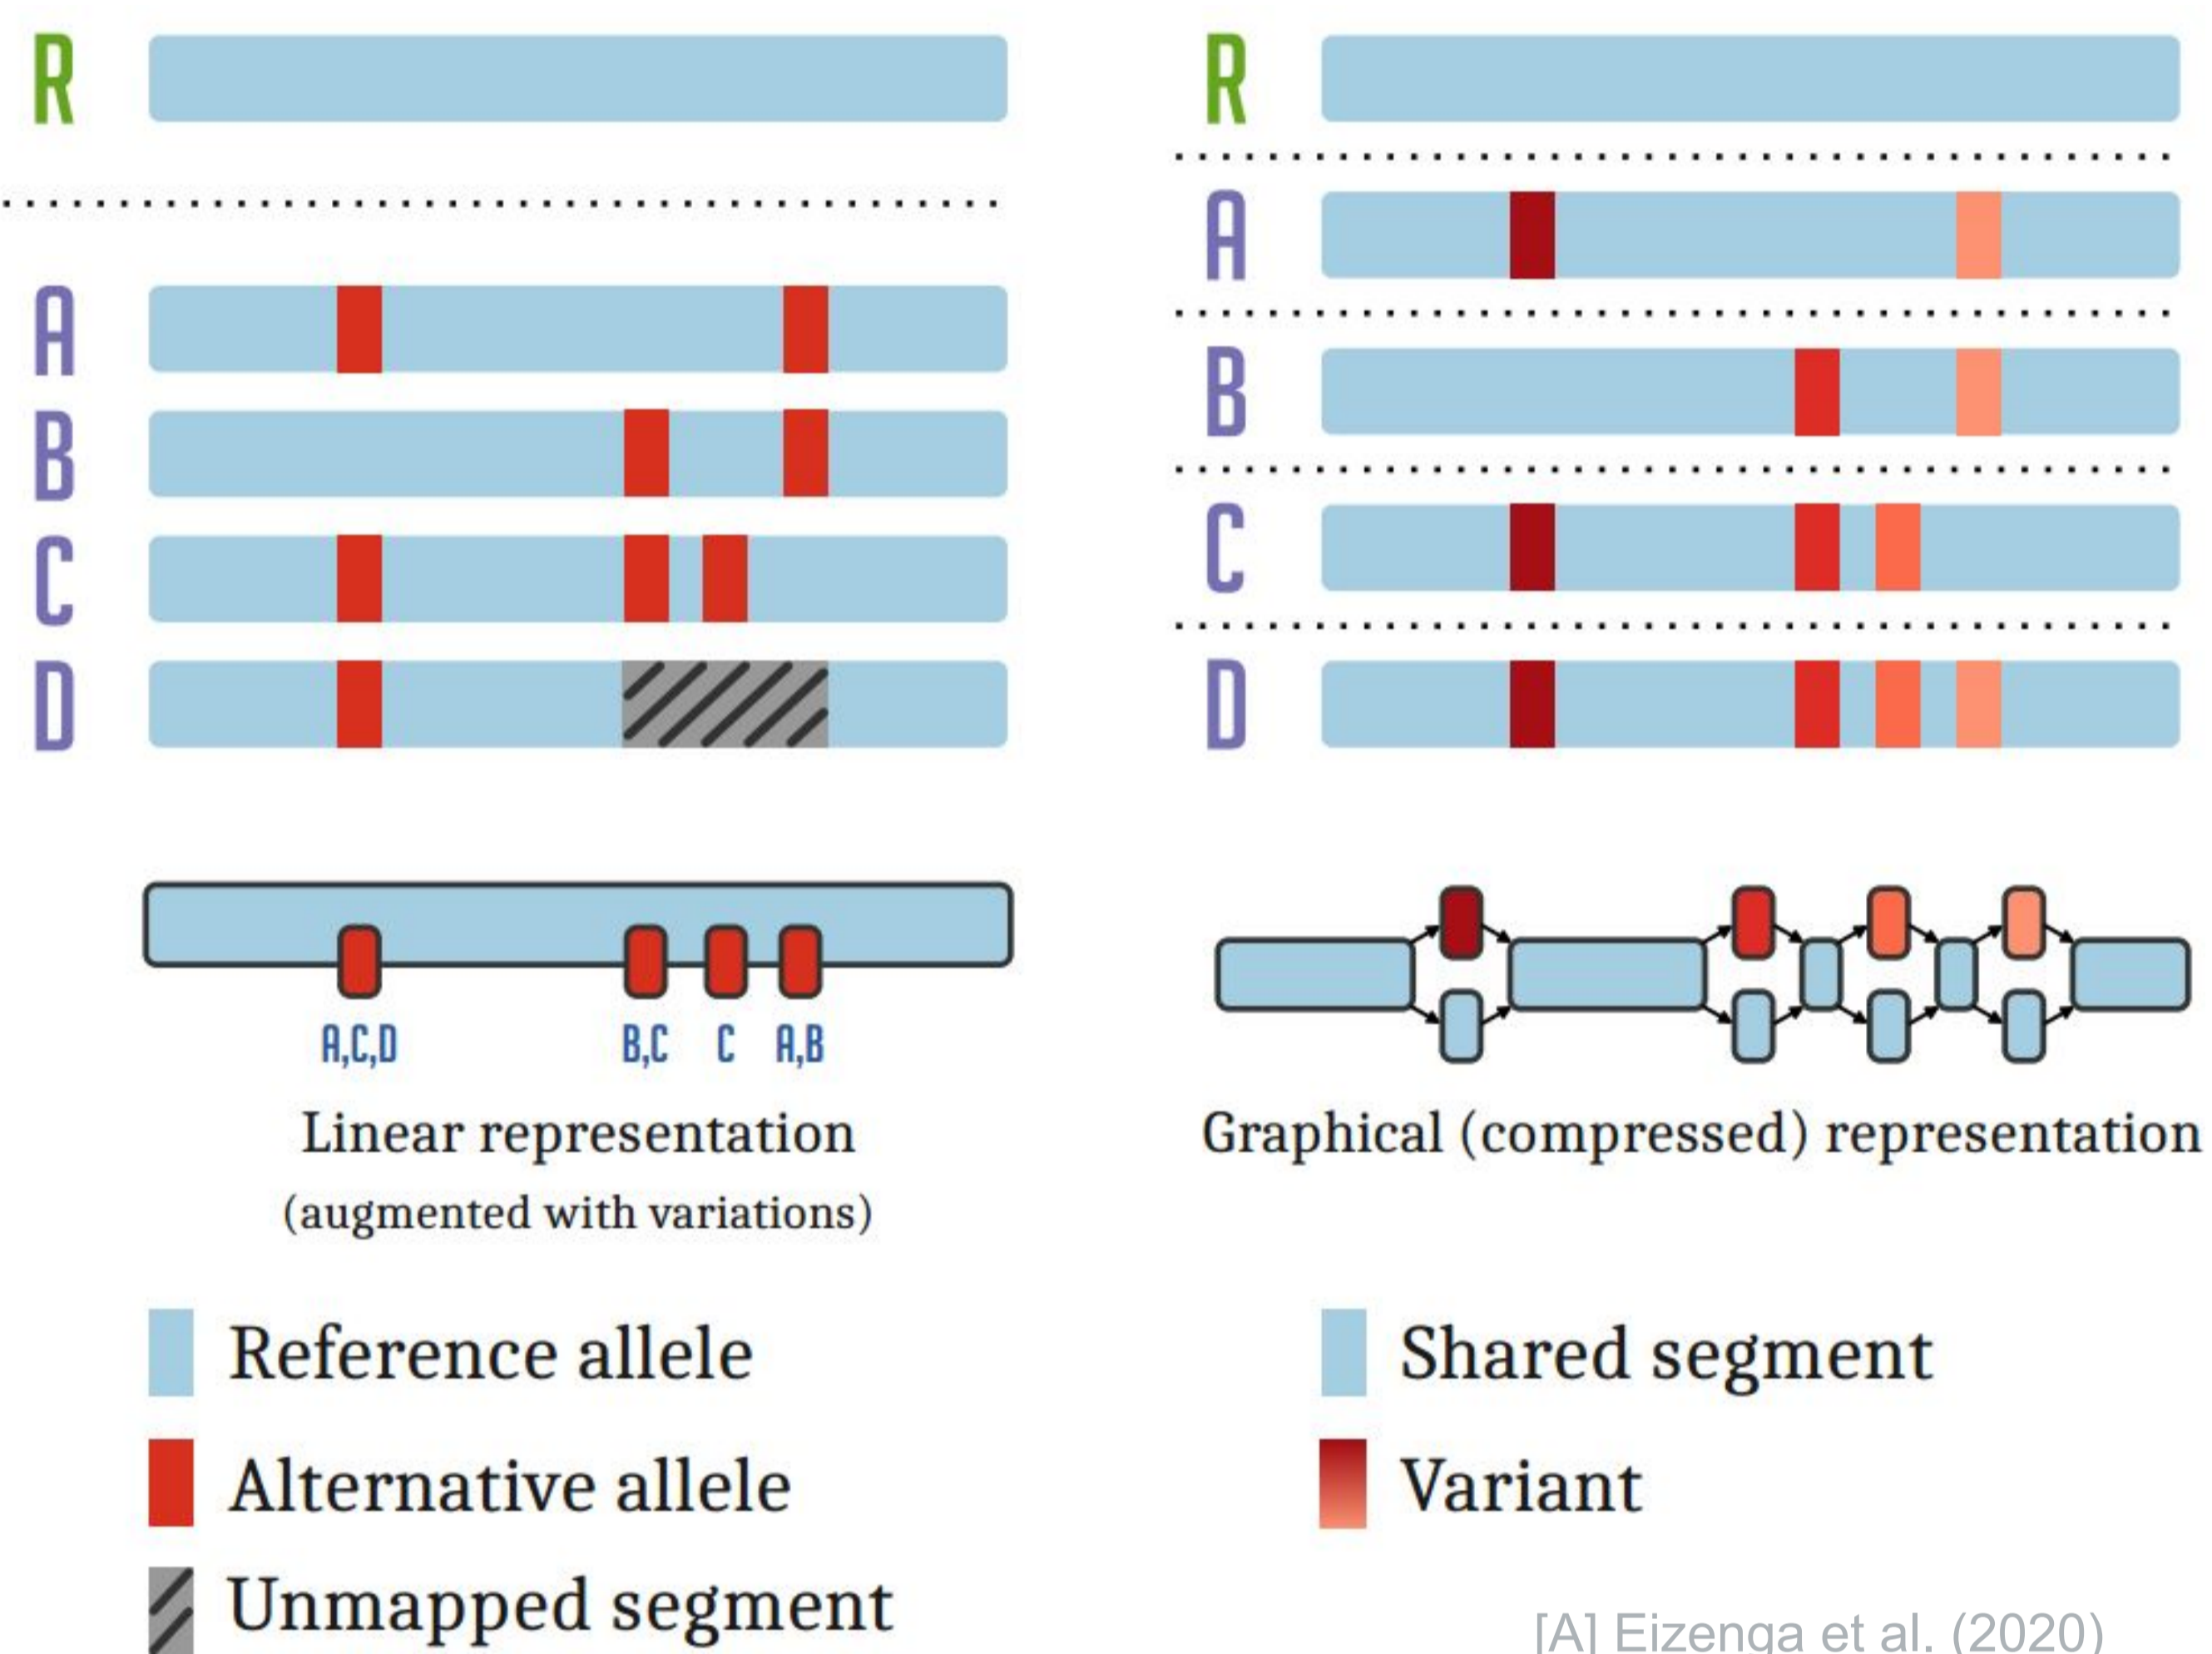 R
A
B
C
D
A,C,D B,C C A,B
Linear representation
(augmented with variations)
Reference allele
Alternative allele
Unmapped segment
R
A
B
C
D
Graphical (compressed) representation
Shared segment
Variant
[A] Eizenga et al. (2020)